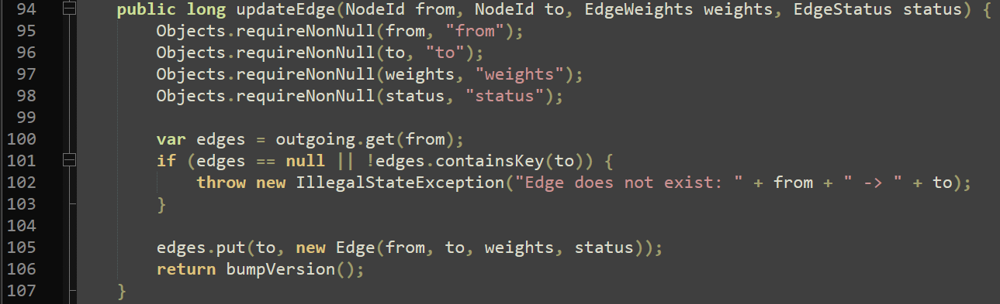 94 public long updateEdge(NodeId from, NodeId to, EdgeWeights weights, EdgeStatus status) {
95 Objects.requireNonNull(from, "from");
96 Objects.requireNonNull(to, "to");
97 Objects.requireNonNull(weights, "weights");
98 Objects.requireNonNull(status, "status");
99
100 var edges = outgoing.get(from);
101 if (edges == null || !edges.containsKey(to)) {
102 throw new IllegalStateException("Edge does not exist: " + from + " -> " + to);
103 }
104
105 edges.put(to, new Edge(from, to, weights, status));
106 return bumpVersion();
107 }